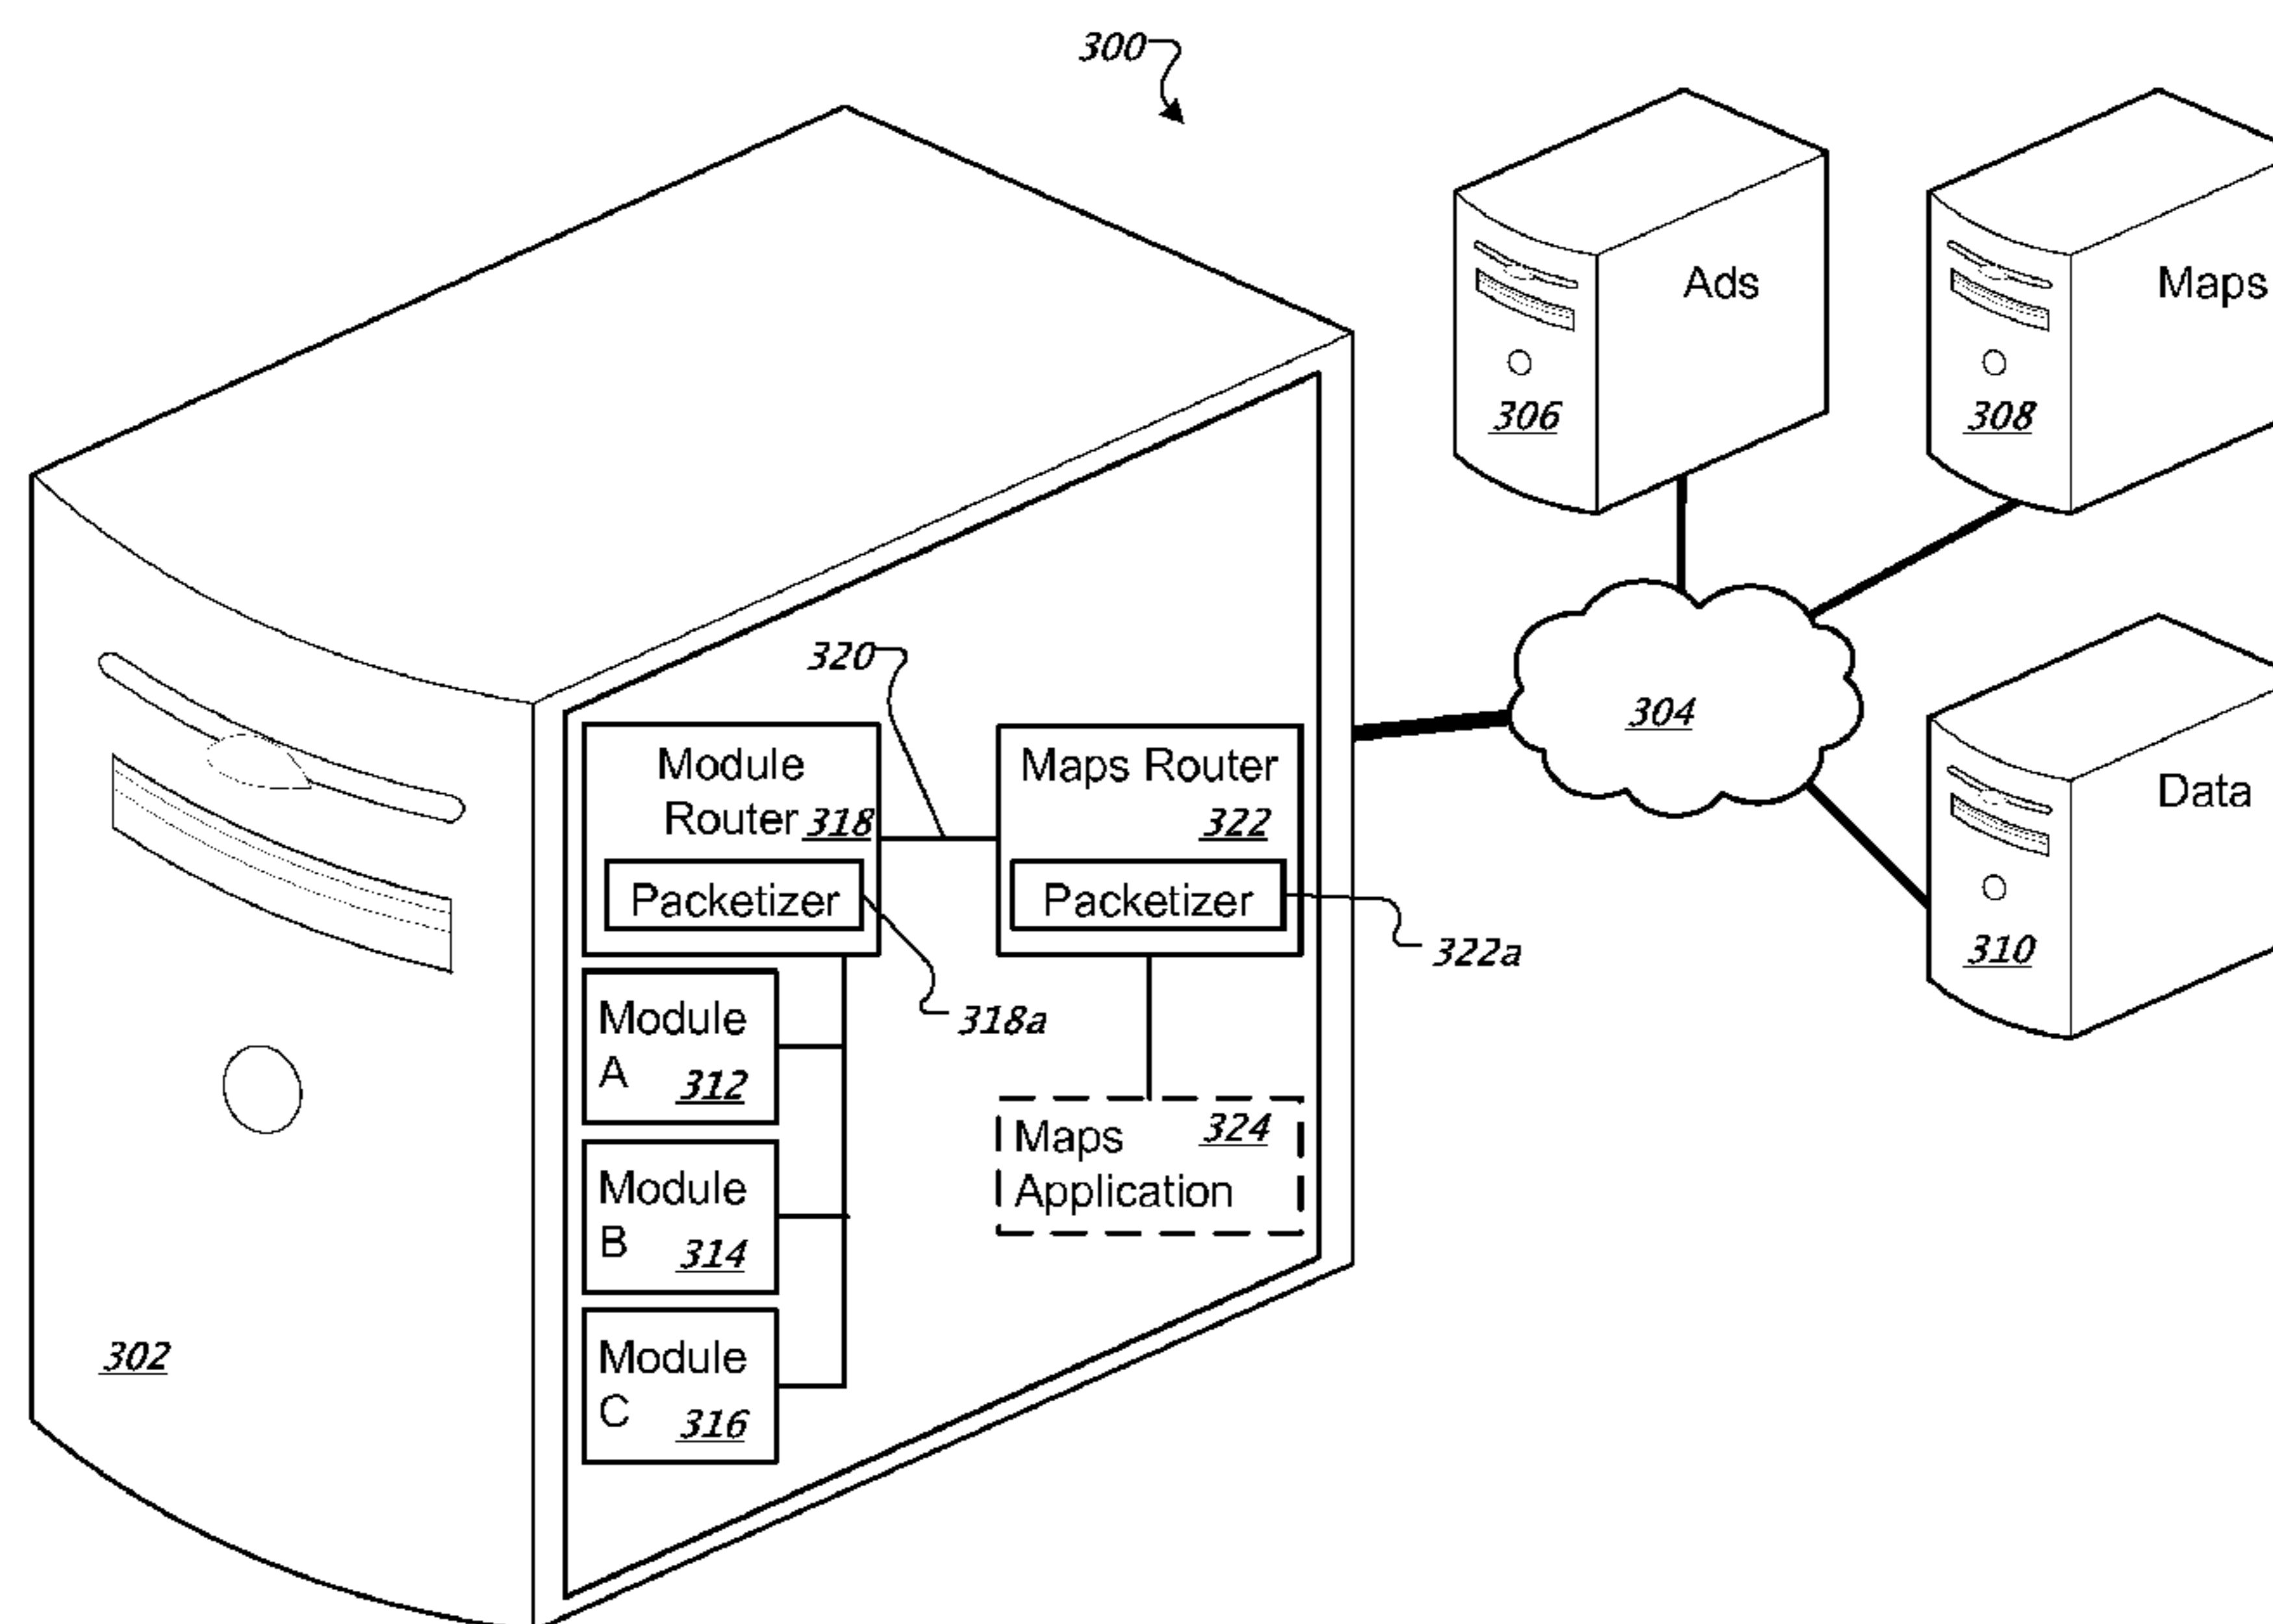 300
Ads
306
Maps
308
304
Data
310
320
Module
Router 318
Packetizer
318a
Maps Router
322
Packetizer
322a
Module
A 312
Module
B 314
Module
C 316
324
Maps
Application
302